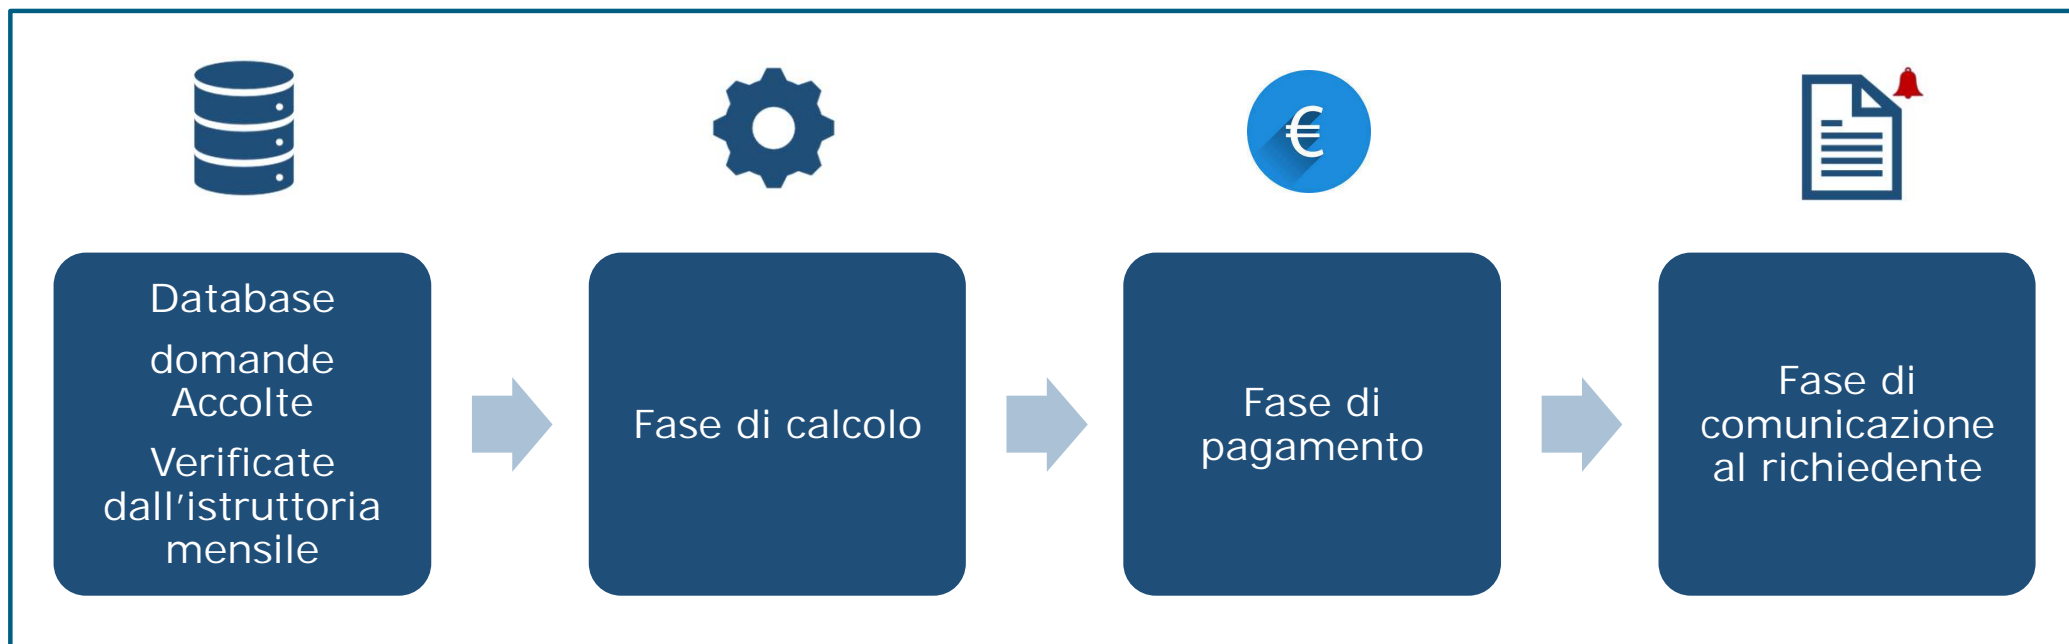 €
Database
domande
Accolte
Verificate
dall’istruttoria
mensile
Fase di calcolo
Fase di
pagamento
Fase di
comunicazione
al richiedente